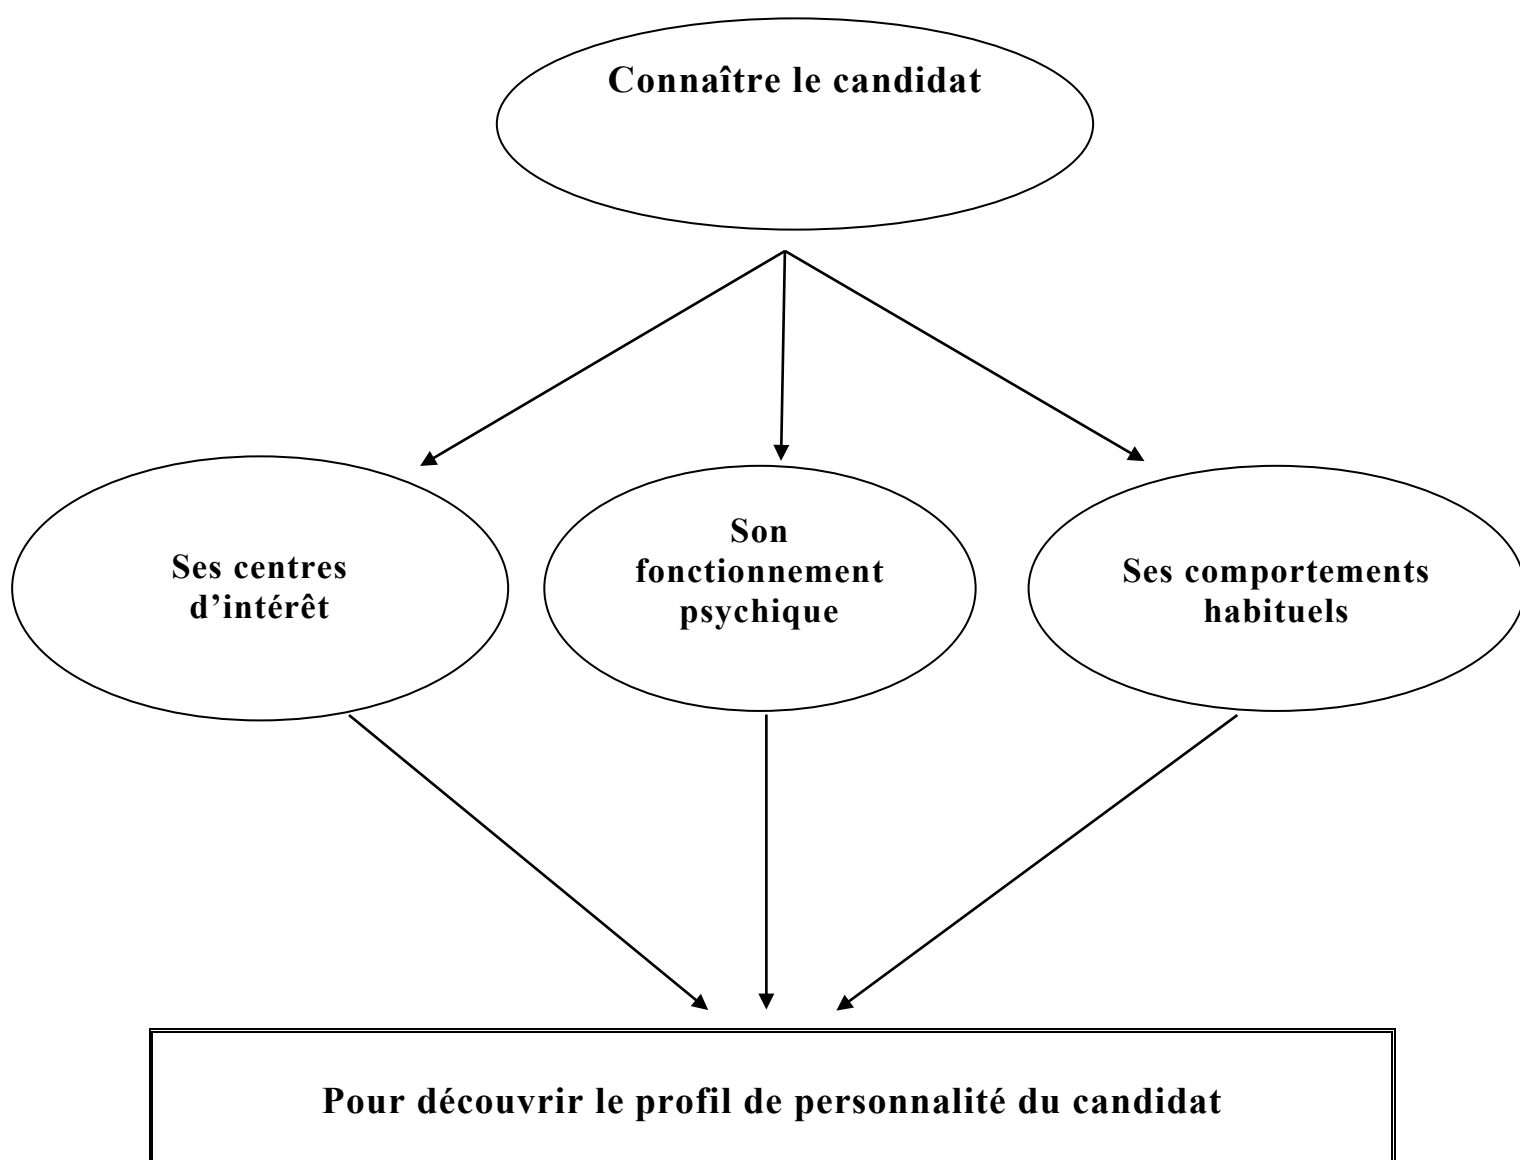 Connaître le candidat
Ses centres
d’intérêt
Son
fonctionnement
psychique
Ses comportements
habituels
Pour découvrir le profil de personnalité du candidat